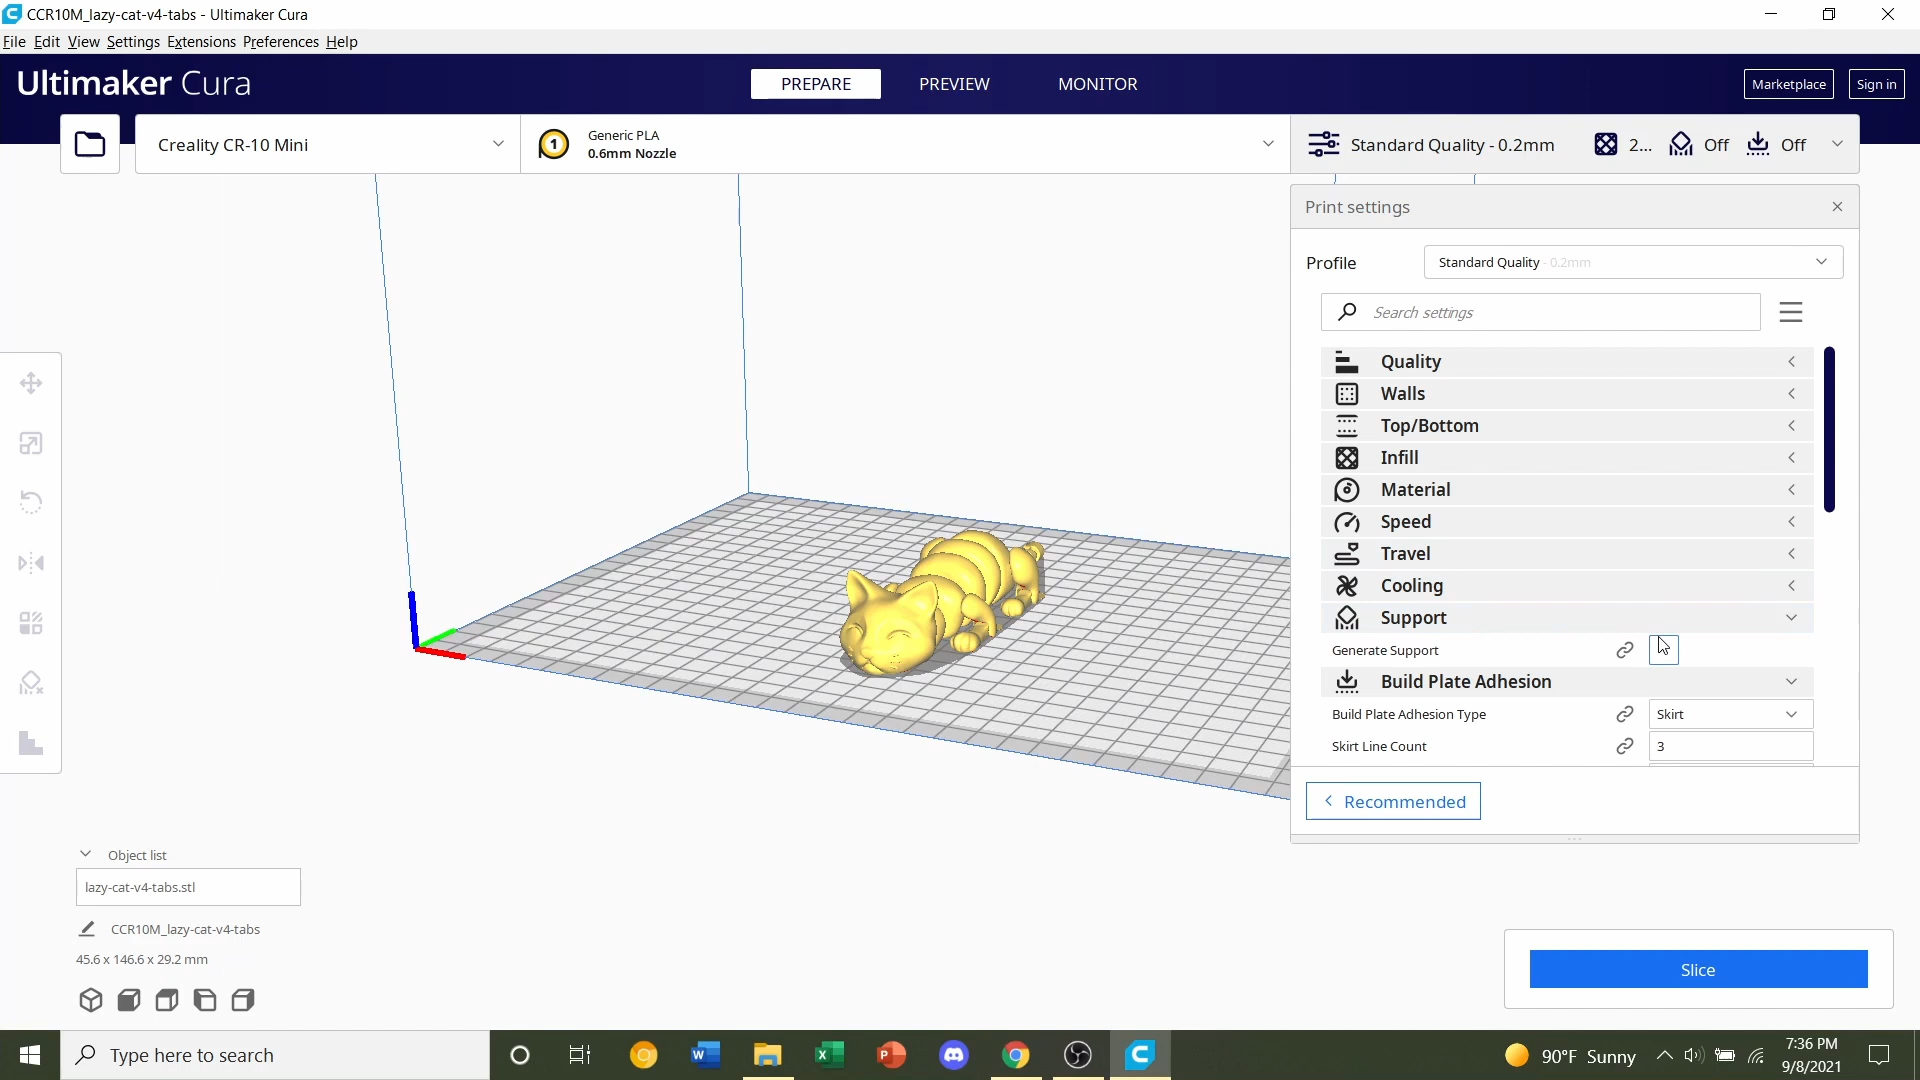 CCR10M_lazy-cat-v4-tabs - Ultimaker Cura
File Edit View Settings Extensions Preferences Help
Ultimaker Cura
PREPARE
PREVIEW
MONITOR
Marketplace
Sign in
Creality CR-10 Mini
1
Generic PLA
0.6mm Nozzle
Standard Quality - 0.2mm
2...
Off
Off
Print settings
Profile
Standard Quality - 0.2mm
Search settings
Quality
Walls
Top/Bottom
Infill
Material
Speed
Travel
Cooling
Support
Generate Support
Build Plate Adhesion
Build Plate Adhesion Type
Skirt
Skirt Line Count
3
Recommended
Object list
lazy-cat-v4-tabs.stl
CCR10M_lazy-cat-v4-tabs
45.6 x 146.6 x 29.2 mm
Slice
Type here to search
90°F Sunny
7:36 PM
9/8/2021